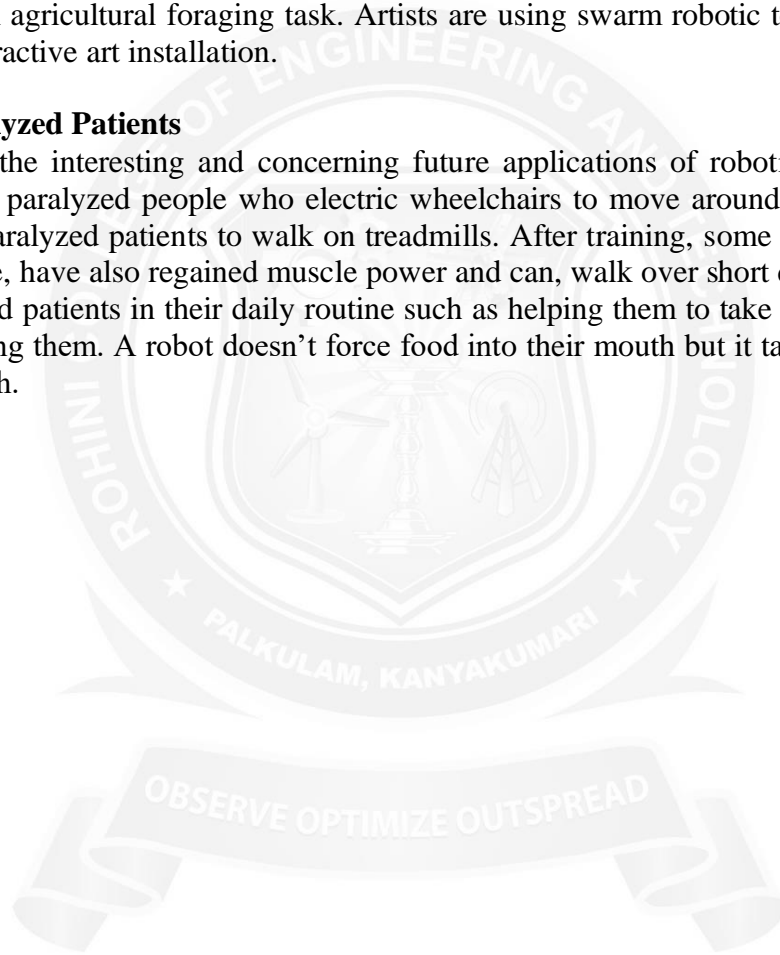 agricultural foraging task. Artists are using swarm robotic t
ractive art installation.
lyzed Patients
the interesting and concerning future applications of roboti
paralyzed people who electric wheelchairs to move around
aralyzed patients to walk on treadmills. After training, some
e, have also regained muscle power and can, walk over short
d patients in their daily routine such as helping them to take
ng them. A robot doesn’t force food into their mouth but it ta
h.
ROHINI COLLEGE OF ENGINEERING AND TECHNOLOGY
PALKULAM, KANYAKUMARI
OBSERVE OPTIMIZE OUTSPREAD